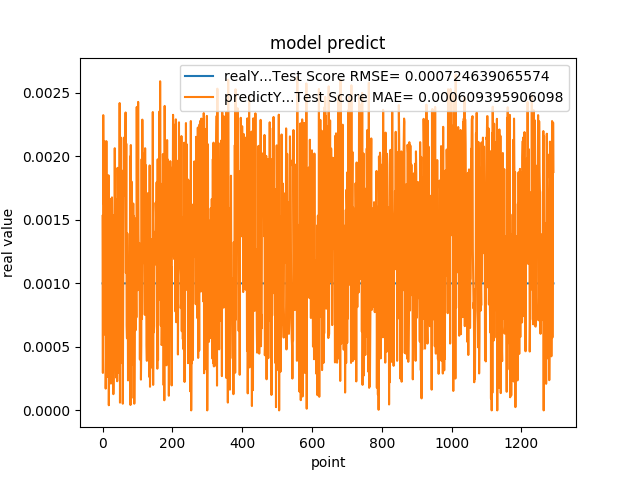 model predict
realY...Test Score RMSE= 0.000724639065574
predictY...Test Score MAE= 0.000609395906098
0.0025
0.0020
0.0015
0.0010
0.0005
0.0000
real value
0 200 400 600 800 1000 1200
point